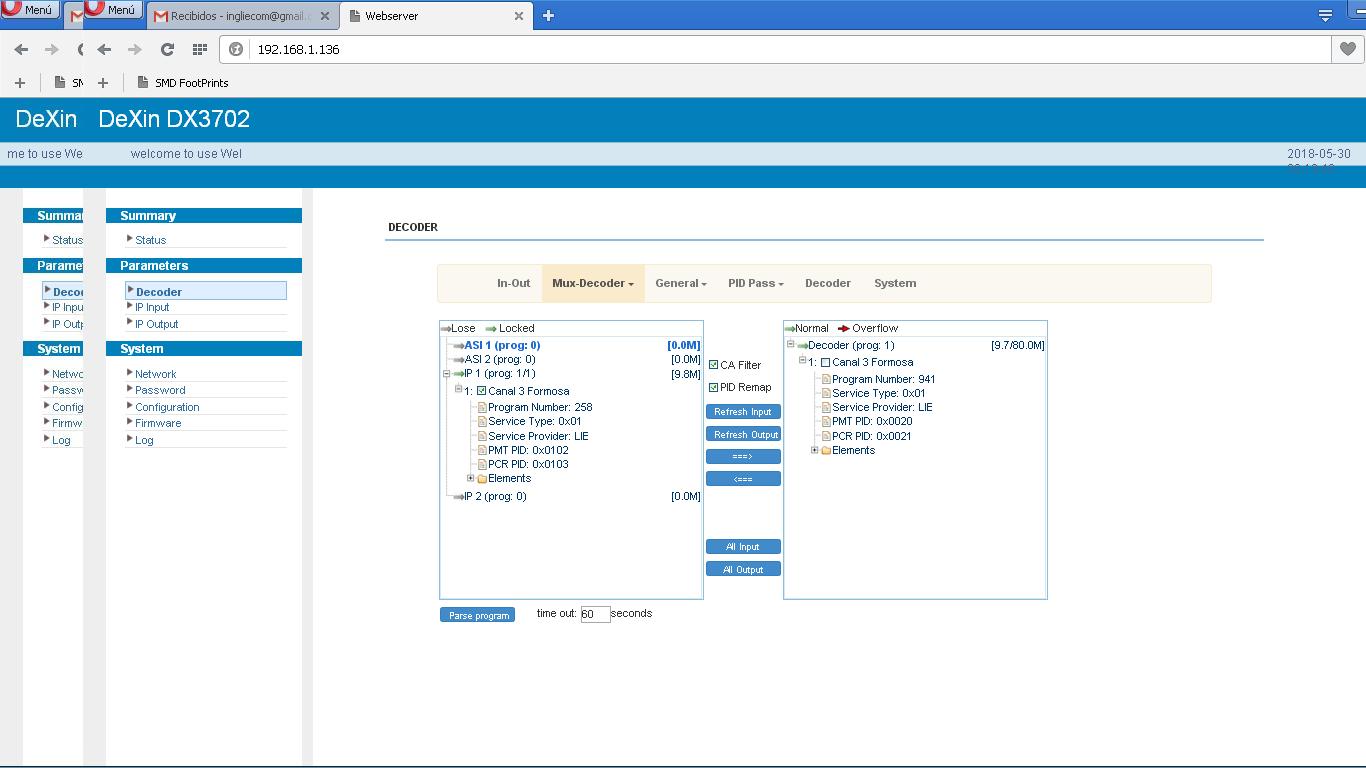 Menú Menú Recibidos - ingliecom@gmail.c Webserver
192.168.1.136
SM SMD FootPrints
DeXin DeXin DX3702
me to use We welcome to use Wel 2018-05-30
Summa Summary
Status Status
Parame Parameters
Decod Decoder
IP Inpu IP Input
IP Outp IP Output
System System
Netwo Network
Passv Password
Config Configuration
Firmw Firmware
Log Log
DECODER
In-Out Mux-Decoder General PID Pass Decoder System
Lose Locked
ASI 1 (prog: 0) [0.0M]
ASI 2 (prog: 0) [0.0M]
IP 1 (prog: 1/1) [9.8M]
1: Canal 3 Formosa
Program Number: 258
Service Type: 0x01
Service Provider: LIE
PMT PID: 0x0102
PCR PID: 0x0103
Elements
IP 2 (prog: 0) [0.0M]
CA Filter
PID Remap
Refresh Input
Refresh Output
===>
<===
All Input
All Output
Normal Overflow
Decoder (prog: 1) [9.7/80.0M]
1: Canal 3 Formosa
Program Number: 941
Service Type: 0x01
Service Provider: LIE
PMT PID: 0x0020
PCR PID: 0x0021
Elements
Parse program time out: 60 seconds